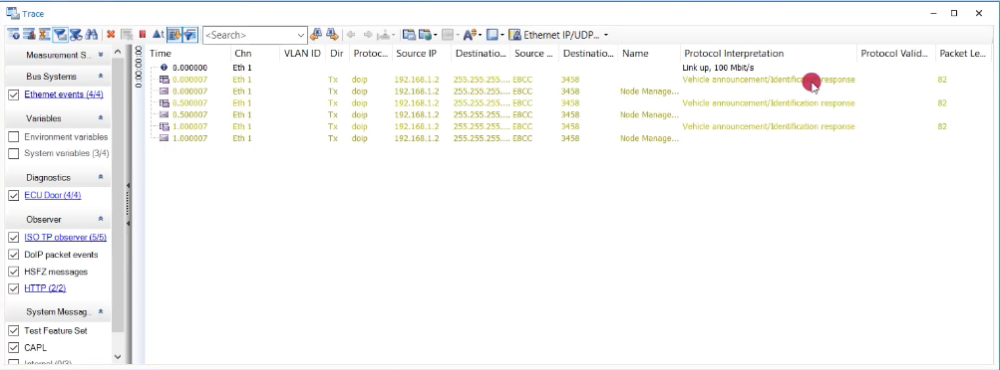 Trace
<Search>
Ethernet IP/UDP...
Measurement S...
Bus Systems
Ethernet events (4/4)
Variables
Environment variables
System variables (3/4)
Diagnostics
ECU Door (4/4)
Observer
ISO TP observer (5/5)
DoIP packet events
HSFZ messages
HTTP (2/2)
System Messag...
Test Feature Set
CAPL
Internal (0/3)
00:00:00:0
Time Chn VLAN ID Dir Protoc... Source IP Destinatio... Source ... Destinatio... Name Protocol Interpretation Protocol Valid... Packet Le...
0.000000 Eth 1 Link up, 100 Mbit/s
0.000007 Eth 1 Tx doip 192.168.1.2 255.255.255.... E8CC 3458 Vehicle announcement/Identification response 82
0.000007 Eth 1 Tx doip 192.168.1.2 255.255.255.... E8CC 3458 Node Manage...
0.500007 Eth 1 Tx doip 192.168.1.2 255.255.255.... E8CC 3458 Vehicle announcement/Identification response 82
0.500007 Eth 1 Tx doip 192.168.1.2 255.255.255.... E8CC 3458 Node Manage...
1.000007 Eth 1 Tx doip 192.168.1.2 255.255.255.... E8CC 3458 Vehicle announcement/Identification response 82
1.000007 Eth 1 Tx doip 192.168.1.2 255.255.255.... E8CC 3458 Node Manage...